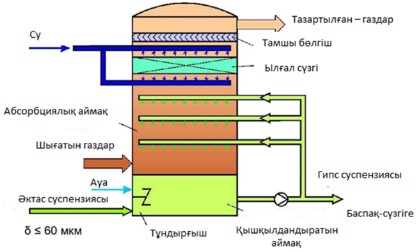 Су
Тазартылған – газдар
Тамшы бөлгіш
Ылғал сүзгі
Абсорбциялық аймақ
Шығатын газдар
Ауа
Әктас суспензиясы
δ ≤ 60 мкм
Тұндырғыш
Қышқылдандыратын
аймақ
Гипс суспензиясы
Баспақ-сүзгіге